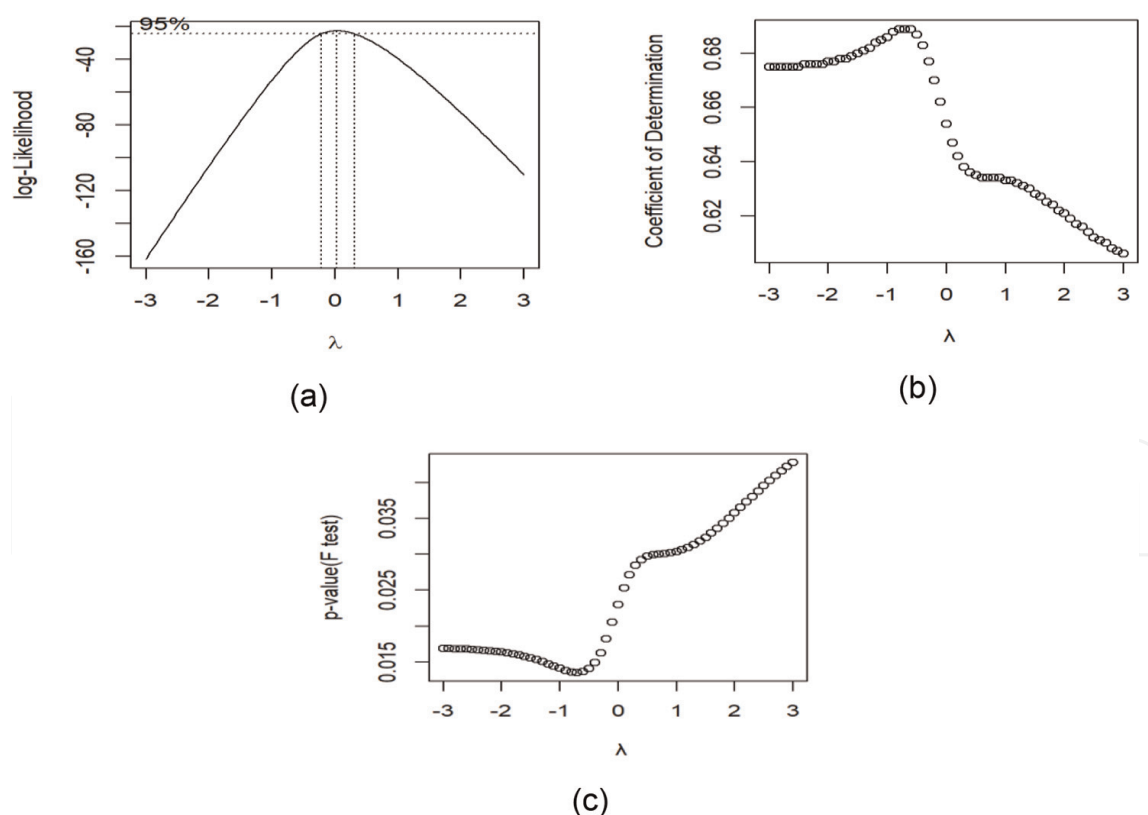 95%
log-Likelihood
-40
-80
-120
-160
-3 -2 -1 0 1 2 3
λ
(a)
Coefficient of Determination
0.68
0.66
0.64
0.62
-3 -2 -1 0 1 2 3
λ
(b)
p-value(F test)
0.035
0.025
0.015
-3 -2 -1 0 1 2 3
λ
(c)